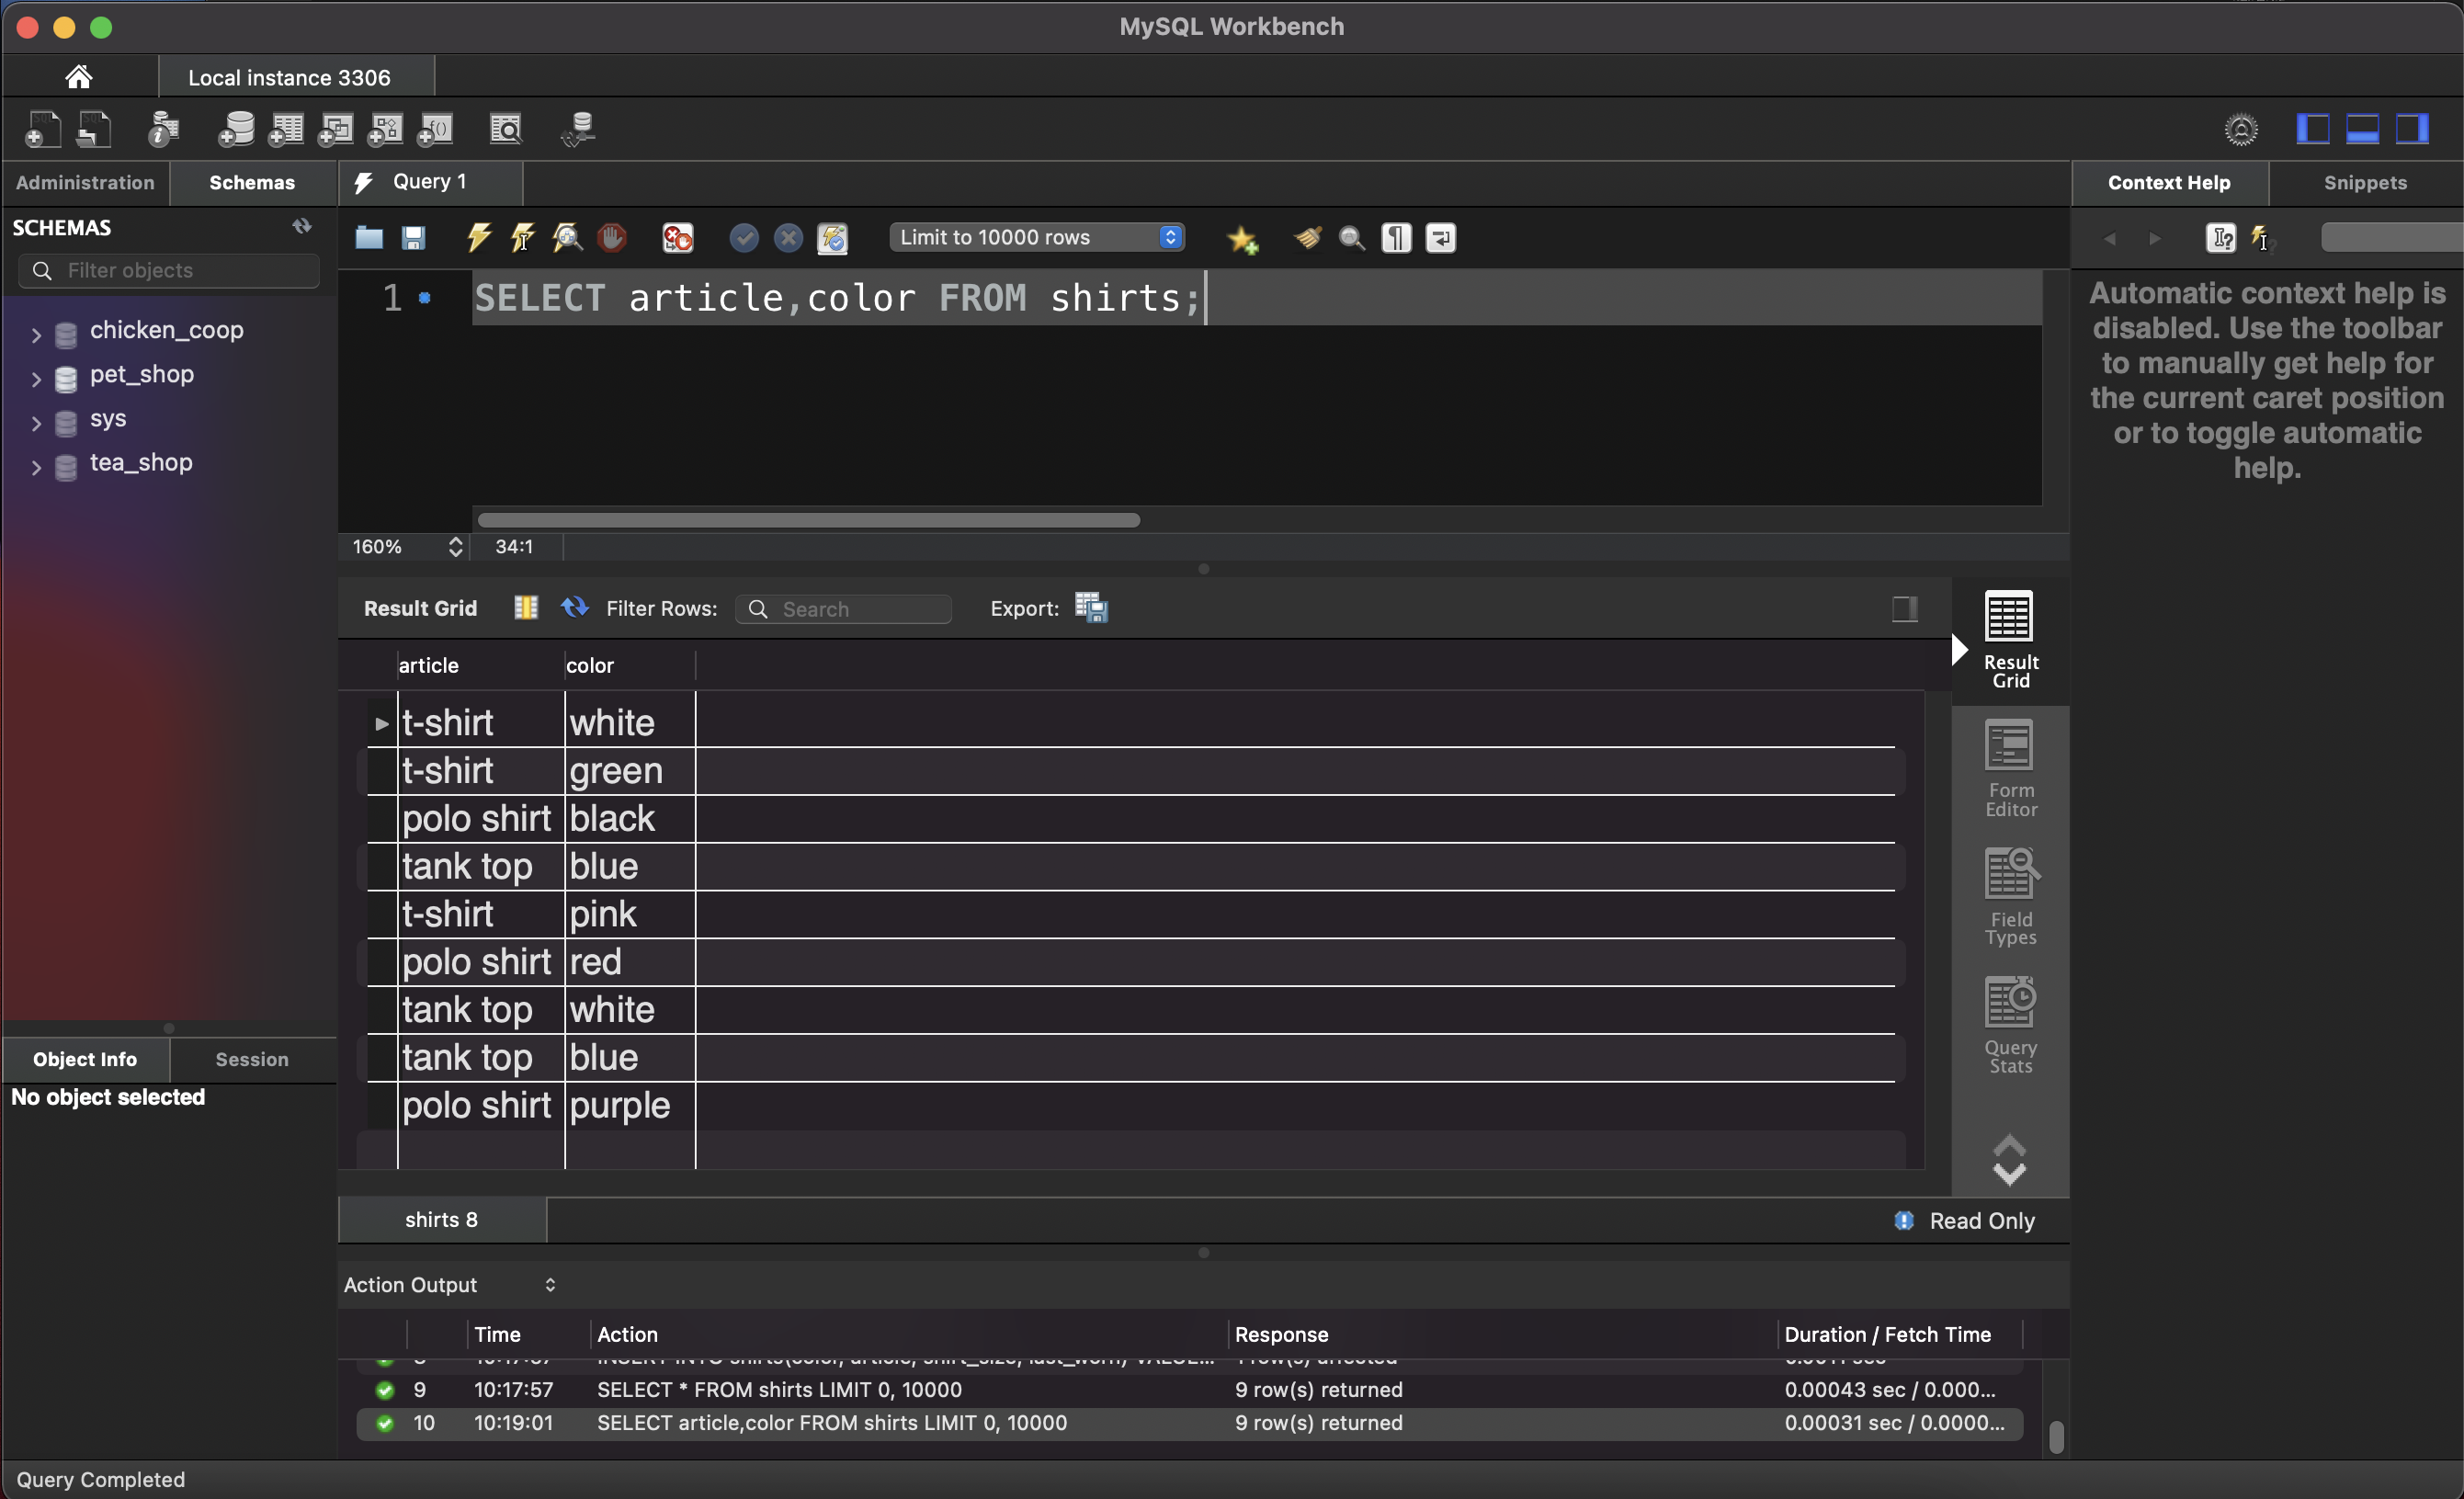 MySQL Workbench
Local instance 3306
Administration Schemas
SCHEMAS
Filter objects
chicken_coop
pet_shop
sys
tea_shop
Object Info Session
No object selected
Query 1
Limit to 10000 rows
1 SELECT article,color FROM shirts;
160% 34:1
Result Grid Filter Rows: Search Export:
article color
t-shirt white
t-shirt green
polo shirt black
tank top blue
t-shirt pink
polo shirt red
tank top white
tank top blue
polo shirt purple
Result
Grid
Form
Editor
Field
Types
Query
Stats
shirts 8 Read Only
Action Output
Time Action Response Duration / Fetch Time
9 10:17:57 SELECT * FROM shirts LIMIT 0, 10000 9 row(s) returned 0.00043 sec / 0.000...
10 10:19:01 SELECT article,color FROM shirts LIMIT 0, 10000 9 row(s) returned 0.00031 sec / 0.0000...
Context Help Snippets
Automatic context help is
disabled. Use the toolbar
to manually get help for
the current caret position
or to toggle automatic
help.
Query Completed